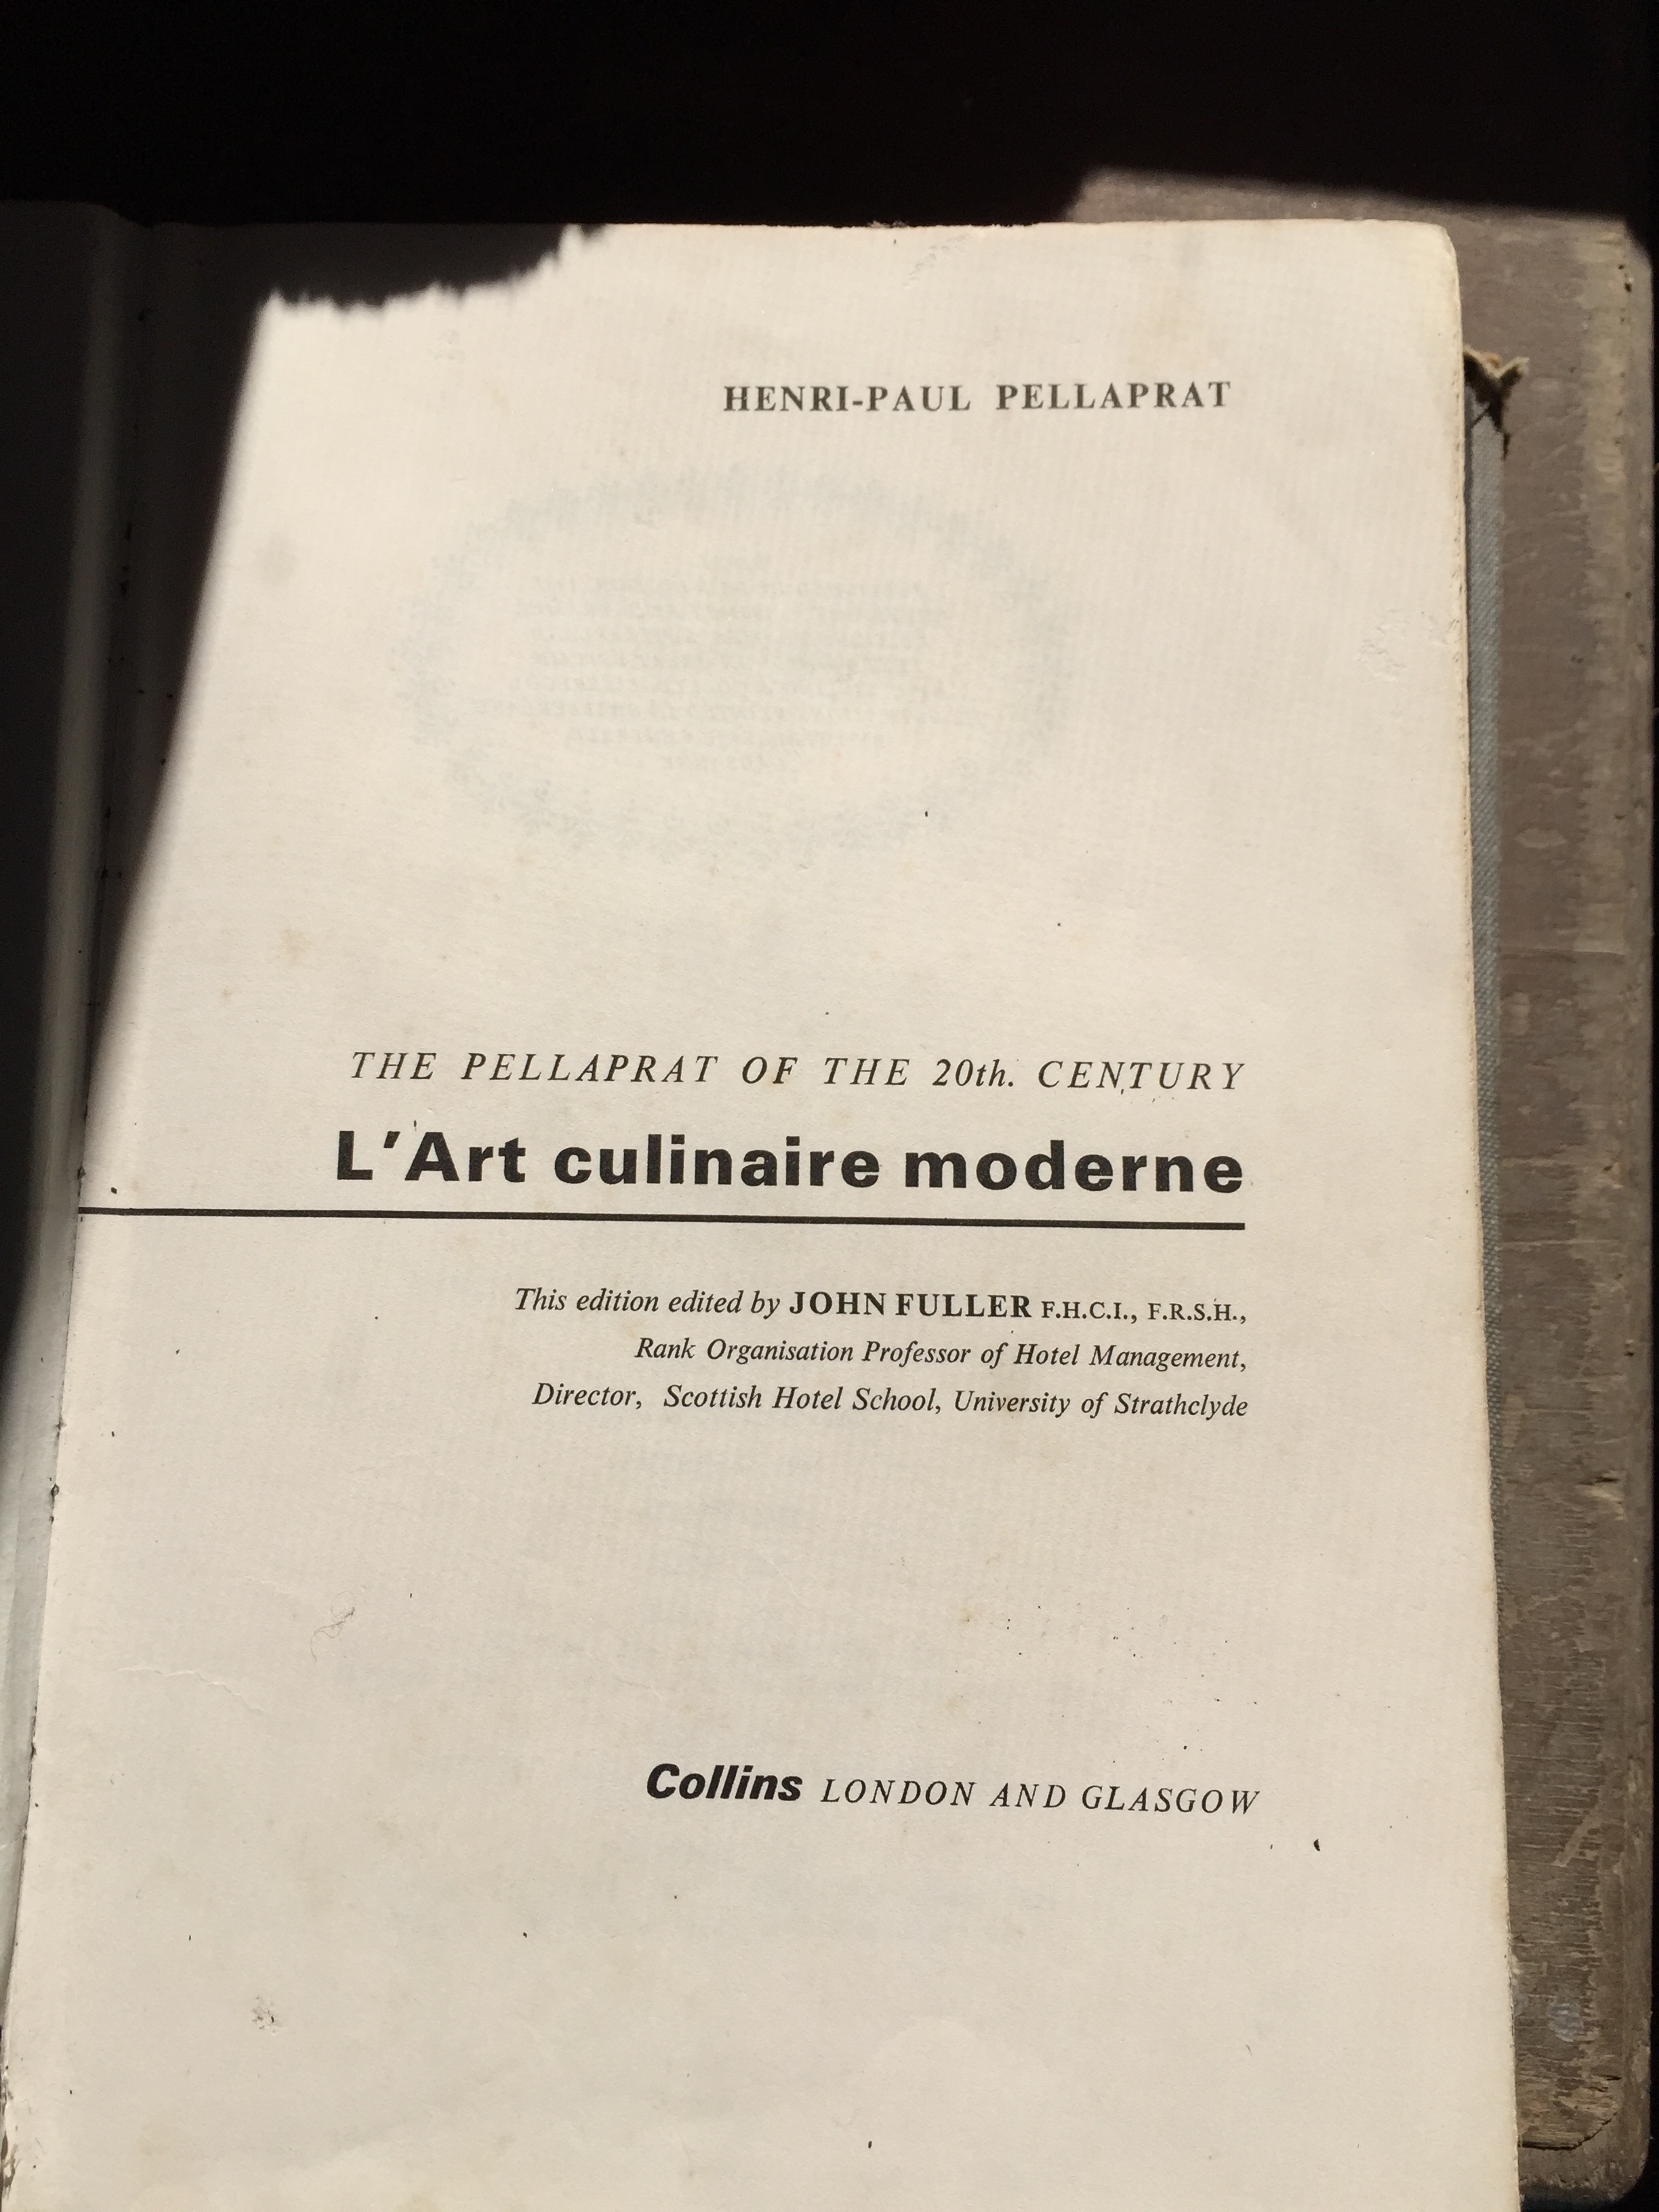 HENRI-PAUL PELLAPRAT
THE PELLAPRAT OF THE 20th. CENTURY
L'Art culinaire moderne
This edition edited by JOHN FULLER F.H.C.I., F.R.S.H.,
Rank Organisation Professor of Hotel Management,
Director, Scottish Hotel School, University of Strathclyde
Collins LONDON AND GLASGOW